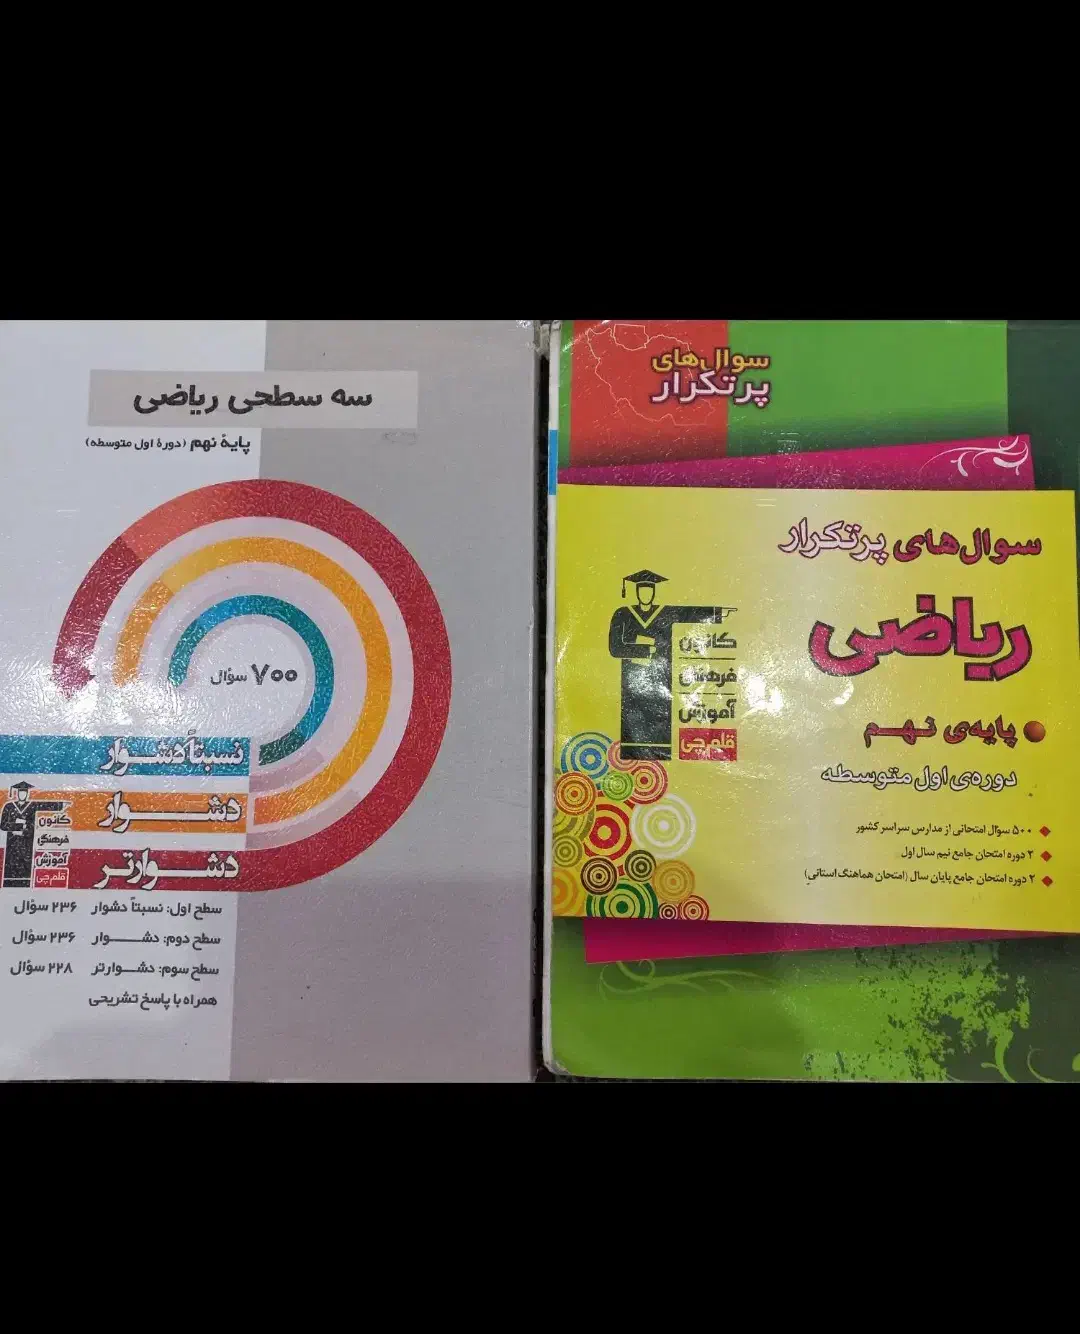 سوال‌های
پرتکرار
سوال‌های پرتکرار
ریاضی
پایه‌ی نهم
دوره‌ی اول متوسطه
۵۰۰ سوال امتحانی از مدارس سراسر کشور
۲ دوره امتحان جامع نیم سال اول
۲ دوره امتحان جامع پایان سال (امتحان هماهنگ استانی)
کانون
فرهنگی
آموزش
قلم‌چی
سه سطحی ریاضی
پایهٔ نهم (دورهٔ اول متوسطه)
۷۰۰ سؤال
نسبتاً دشوار
دشوار
دشوارتر
کانون
فرهنگی
آموزش
قلم‌چی
سطح اول: نسبتاً دشوار ۲۳۶ سؤال
سطح دوم: دشوار ۲۳۶ سؤال
سطح سوم: دشوارتر ۲۲۸ سؤال
همراه با پاسخ تشریحی